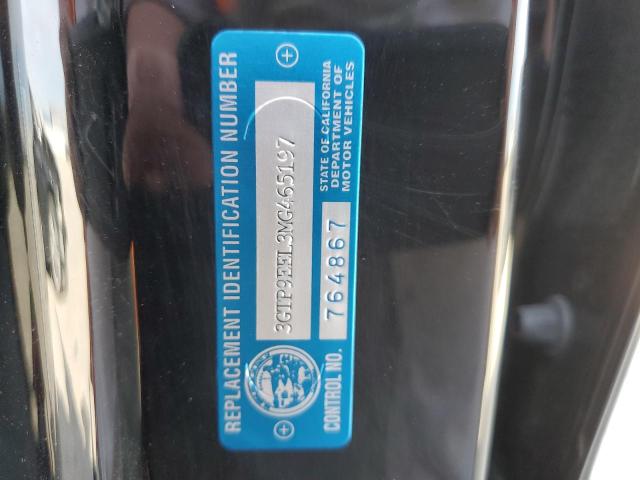 REPLACEMENT IDENTIFICATION NUMBER
3GTP9EEL3MG465197
CONTROL NO. 764867
STATE OF CALIFORNIA
DEPARTMENT OF
MOTOR VEHICLES